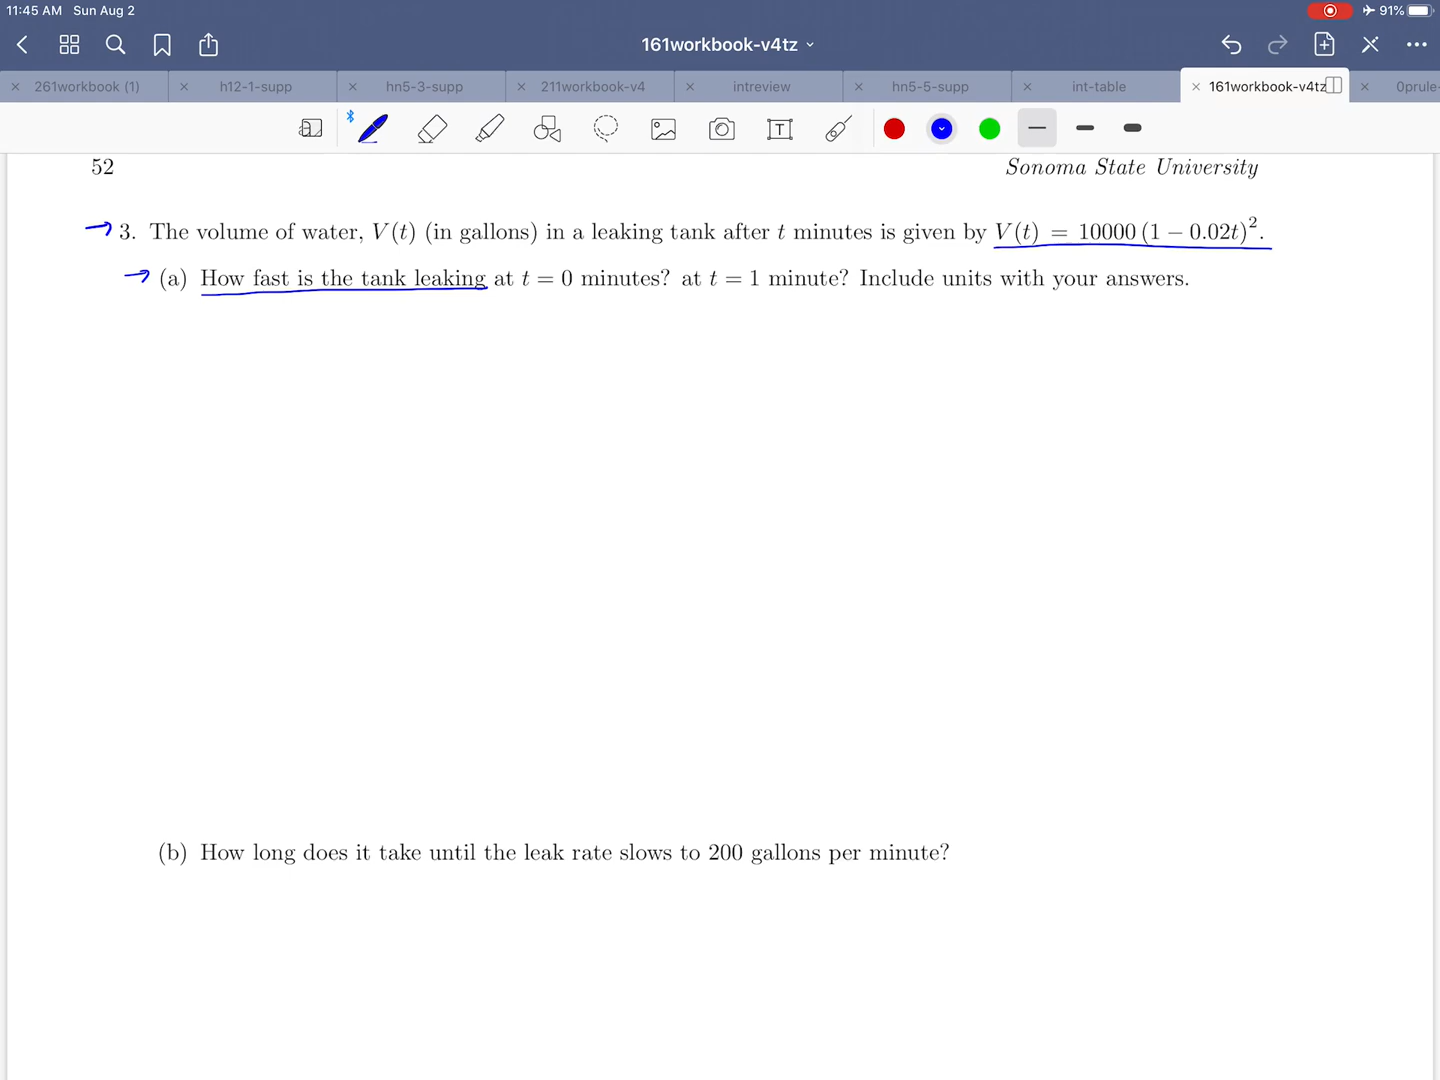 11:45 AM Sun Aug 2 91%
161workbook-v4tz
261workbook (1) h12-1-supp hn5-3-supp 211workbook-v4 intreview hn5-5-supp int-table 161workbook-v4tz 0prule-
52 Sonoma State University
3. The volume of water, V(t) (in gallons) in a leaking tank after t minutes is given by V(t) = 10000 (1 − 0.02t)².
(a) How fast is the tank leaking at t = 0 minutes? at t = 1 minute? Include units with your answers.
(b) How long does it take until the leak rate slows to 200 gallons per minute?